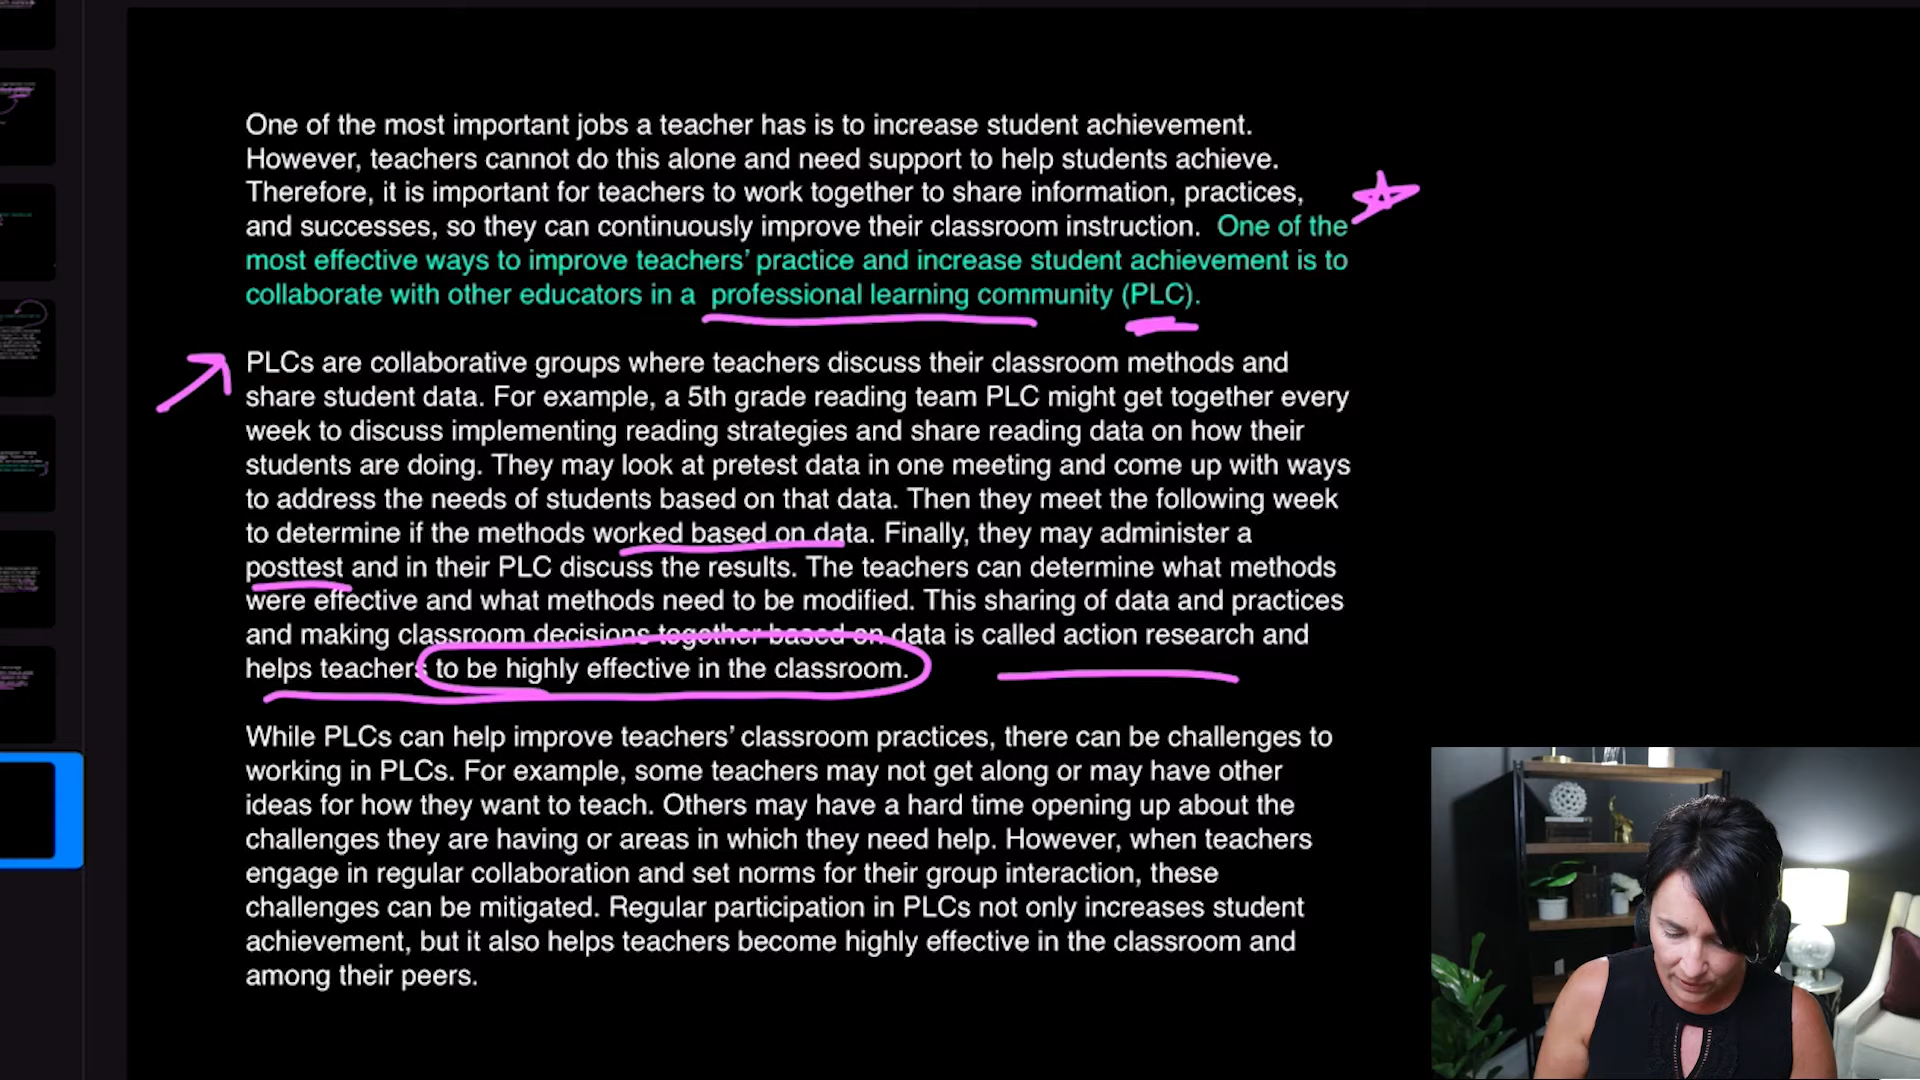 One of the most important jobs a teacher has is to increase student achievement.
However, teachers cannot do this alone and need support to help students achieve.
Therefore, it is important for teachers to work together to share information, practices,
and successes, so they can continuously improve their classroom instruction. One of the
most effective ways to improve teachers’ practice and increase student achievement is to
collaborate with other educators in a professional learning community (PLC).
PLCs are collaborative groups where teachers discuss their classroom methods and
share student data. For example, a 5th grade reading team PLC might get together every
week to discuss implementing reading strategies and share reading data on how their
students are doing. They may look at pretest data in one meeting and come up with ways
to address the needs of students based on that data. Then they meet the following week
to determine if the methods worked based on data. Finally, they may administer a
posttest and in their PLC discuss the results. The teachers can determine what methods
were effective and what methods need to be modified. This sharing of data and practices
and making classroom decisions together based on data is called action research and
helps teachers to be highly effective in the classroom.
While PLCs can help improve teachers’ classroom practices, there can be challenges to
working in PLCs. For example, some teachers may not get along or may have other
ideas for how they want to teach. Others may have a hard time opening up about the
challenges they are having or areas in which they need help. However, when teachers
engage in regular collaboration and set norms for their group interaction, these
challenges can be mitigated. Regular participation in PLCs not only increases student
achievement, but it also helps teachers become highly effective in the classroom and
among their peers.